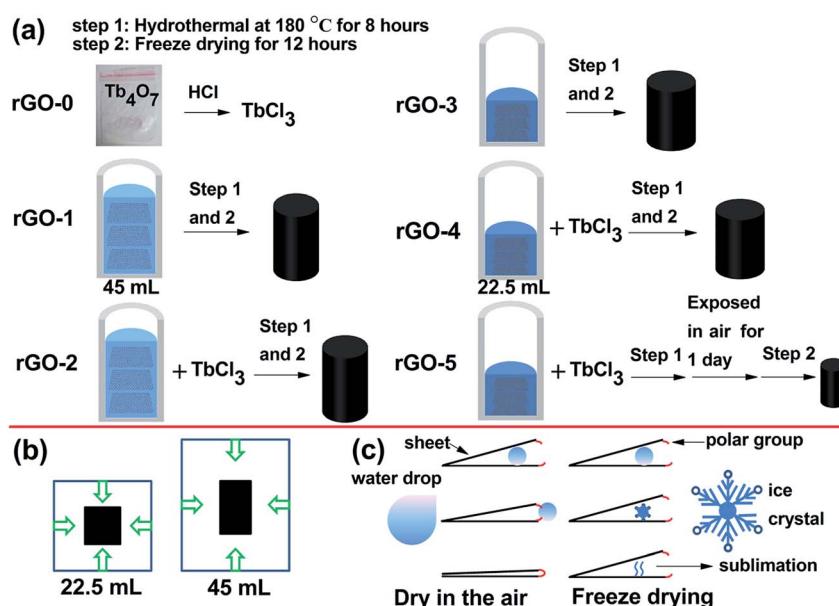 (a)
step 1: Hydrothermal at 180 °C for 8 hours
step 2: Freeze drying for 12 hours
rGO-0
Tb₄O₇
HCl
TbCl₃
rGO-1
Step 1
and 2
45 mL
rGO-2
+ TbCl₃
Step 1
and 2
rGO-3
Step 1
and 2
rGO-4
+ TbCl₃
Step 1
and 2
22.5 mL
rGO-5
+ TbCl₃
Step 1
Exposed
in air for
1 day
Step 2
(b)
22.5 mL
45 mL
(c)
sheet
polar group
water drop
ice
crystal
sublimation
Dry in the air
Freeze drying